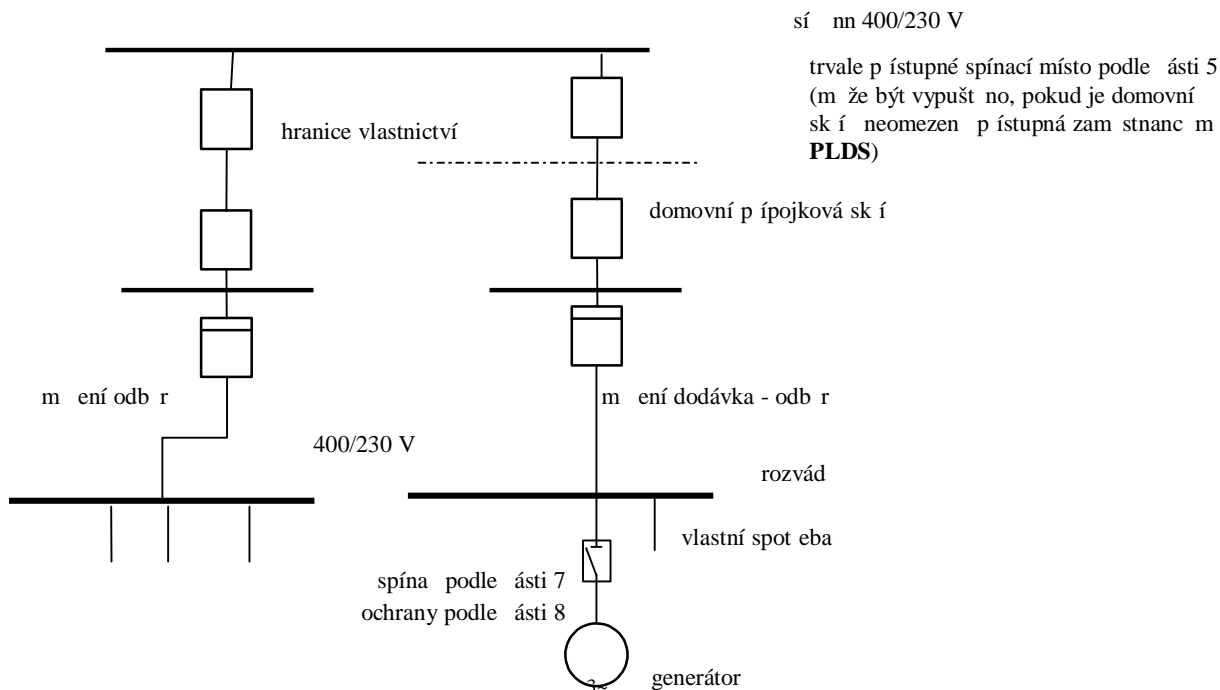 sí nn 400/230 V
trvale p ístupné spínací místo podle ásti 5
(m že být vypušt no, pokud je domovní
sk í neomezen p ístupná zam stnanc m
PLDS)
hranice vlastnictví
domovní p ípojková sk í
m ení odb r
m ení dodávka - odb r
400/230 V
rozvád
vlastní spot eba
spína podle ásti 7
ochrany podle ásti 8
3~
generátor